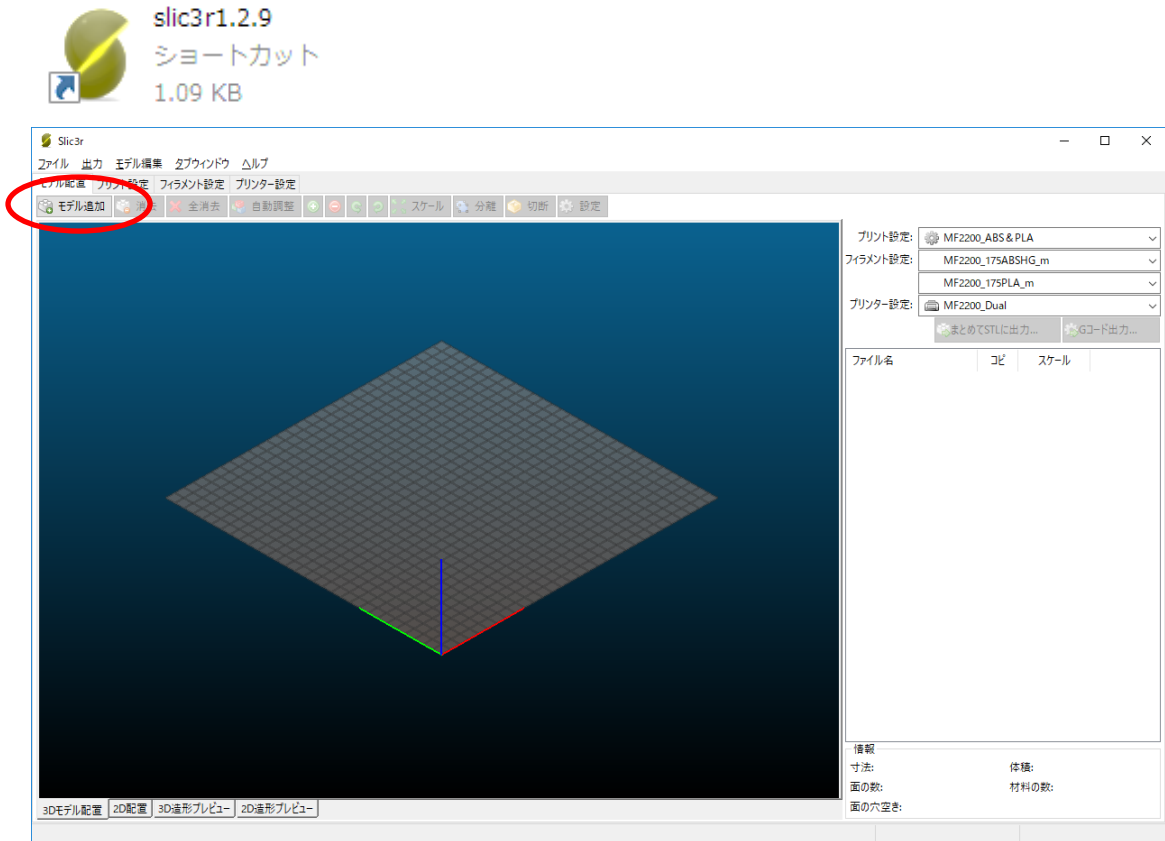 slic3r1.2.9
ショートカット
1.09 KB
Slic3r
ファイル 出力 モデル編集 タブウィンドウ ヘルプ
モデル配置 プリント設定 フィラメント設定 プリンター設定
モデル追加 消去 全消去 自動調整 スケール 分離 切断 設定
プリント設定: MF2200_ABS & PLA
フィラメント設定: MF2200_175ABSHG_m
MF2200_175PLA_m
プリンター設定: MF2200_Dual
まとめてSTLに出力... Gコード出力...
ファイル名 コピ スケール
情報
寸法: 体積:
面の数: 材料の数:
面の穴空き:
3Dモデル配置 2D配置 3D造形プレビュー 2D造形プレビュー